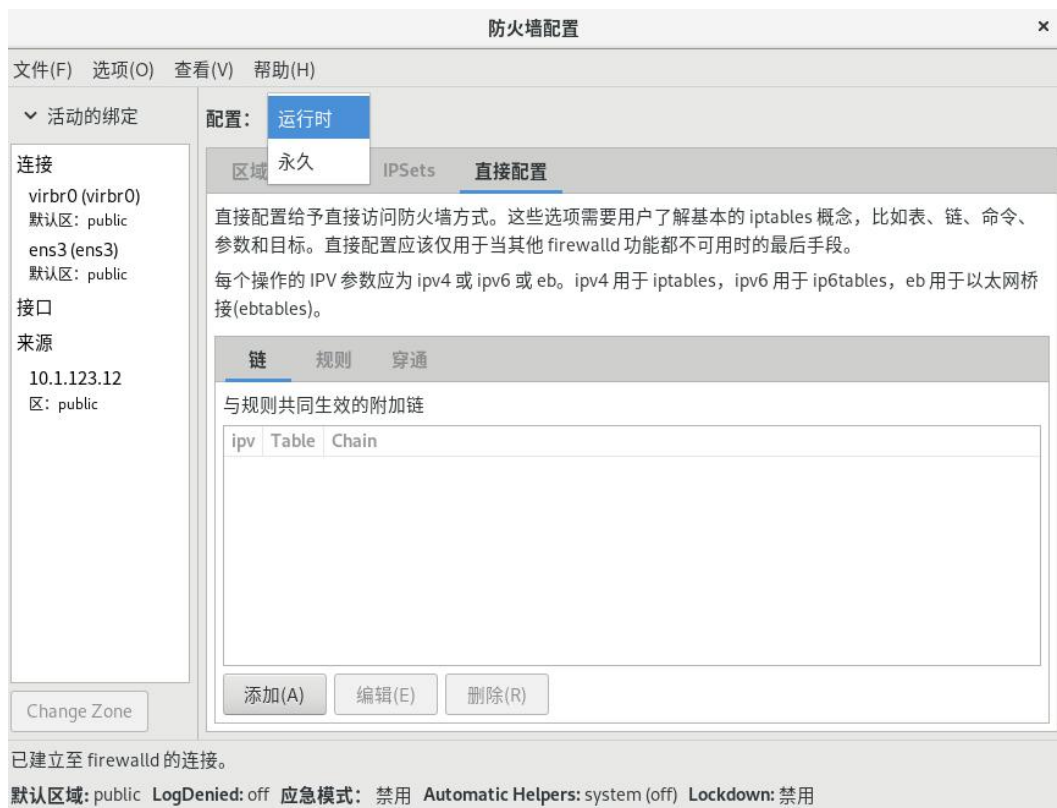 防火墙配置 ×
文件(F) 选项(O) 查看(V) 帮助(H)
活动的绑定
连接
virbr0 (virbr0)
默认区：public
ens3 (ens3)
默认区：public
接口
来源
10.1.123.12
区：public
Change Zone
配置：
运行时
永久
区域
IPSets
直接配置
直接配置给予直接访问防火墙方式。这些选项需要用户了解基本的 iptables 概念，比如表、链、命令、
参数和目标。直接配置应该仅用于当其他 firewalld 功能都不可用时的最后手段。
每个操作的 IPV 参数应为 ipv4 或 ipv6 或 eb。ipv4 用于 iptables，ipv6 用于 ip6tables，eb 用于以太网桥
接(ebtables)。
链 规则 穿通
与规则共同生效的附加链
ipv Table Chain
添加(A) 编辑(E) 删除(R)
已建立至 firewalld 的连接。
默认区域: public LogDenied: off 应急模式： 禁用 Automatic Helpers: system (off) Lockdown: 禁用